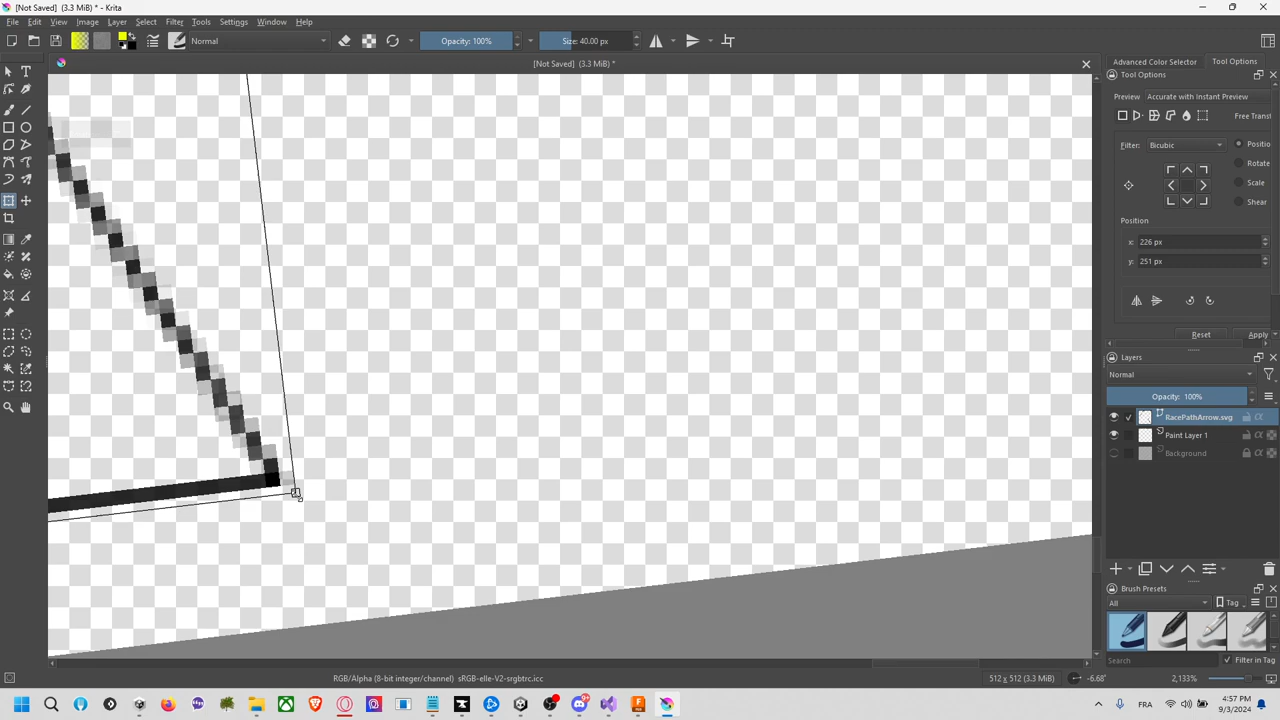 [Not Saved] (3.3 MiB) * - Krita
File Edit View Image Layer Select Filter Tools Settings Window Help
Normal Opacity: 100% Size: 40.00 px
[Not Saved] (3.3 MiB) *
Advanced Color Selector Tool Options
Tool Options
Preview Accurate with Instant Preview
Free Transf
Filter: Bicubic Positio
Rotate
Scale
Shear
Position
x: 226 px
y: 251 px
Reset Apply
Layers
Normal
Opacity: 100%
RacePathArrow.svg
Paint Layer 1
Background
Brush Presets
All Tag
Search Filter in Tag
RGB/Alpha (8-bit integer/channel) sRGB-elle-V2-srgbtrc.icc 512 x 512 (3.3 MiB) -6.68° 2,133%
FRA 4:57 PM
9/3/2024